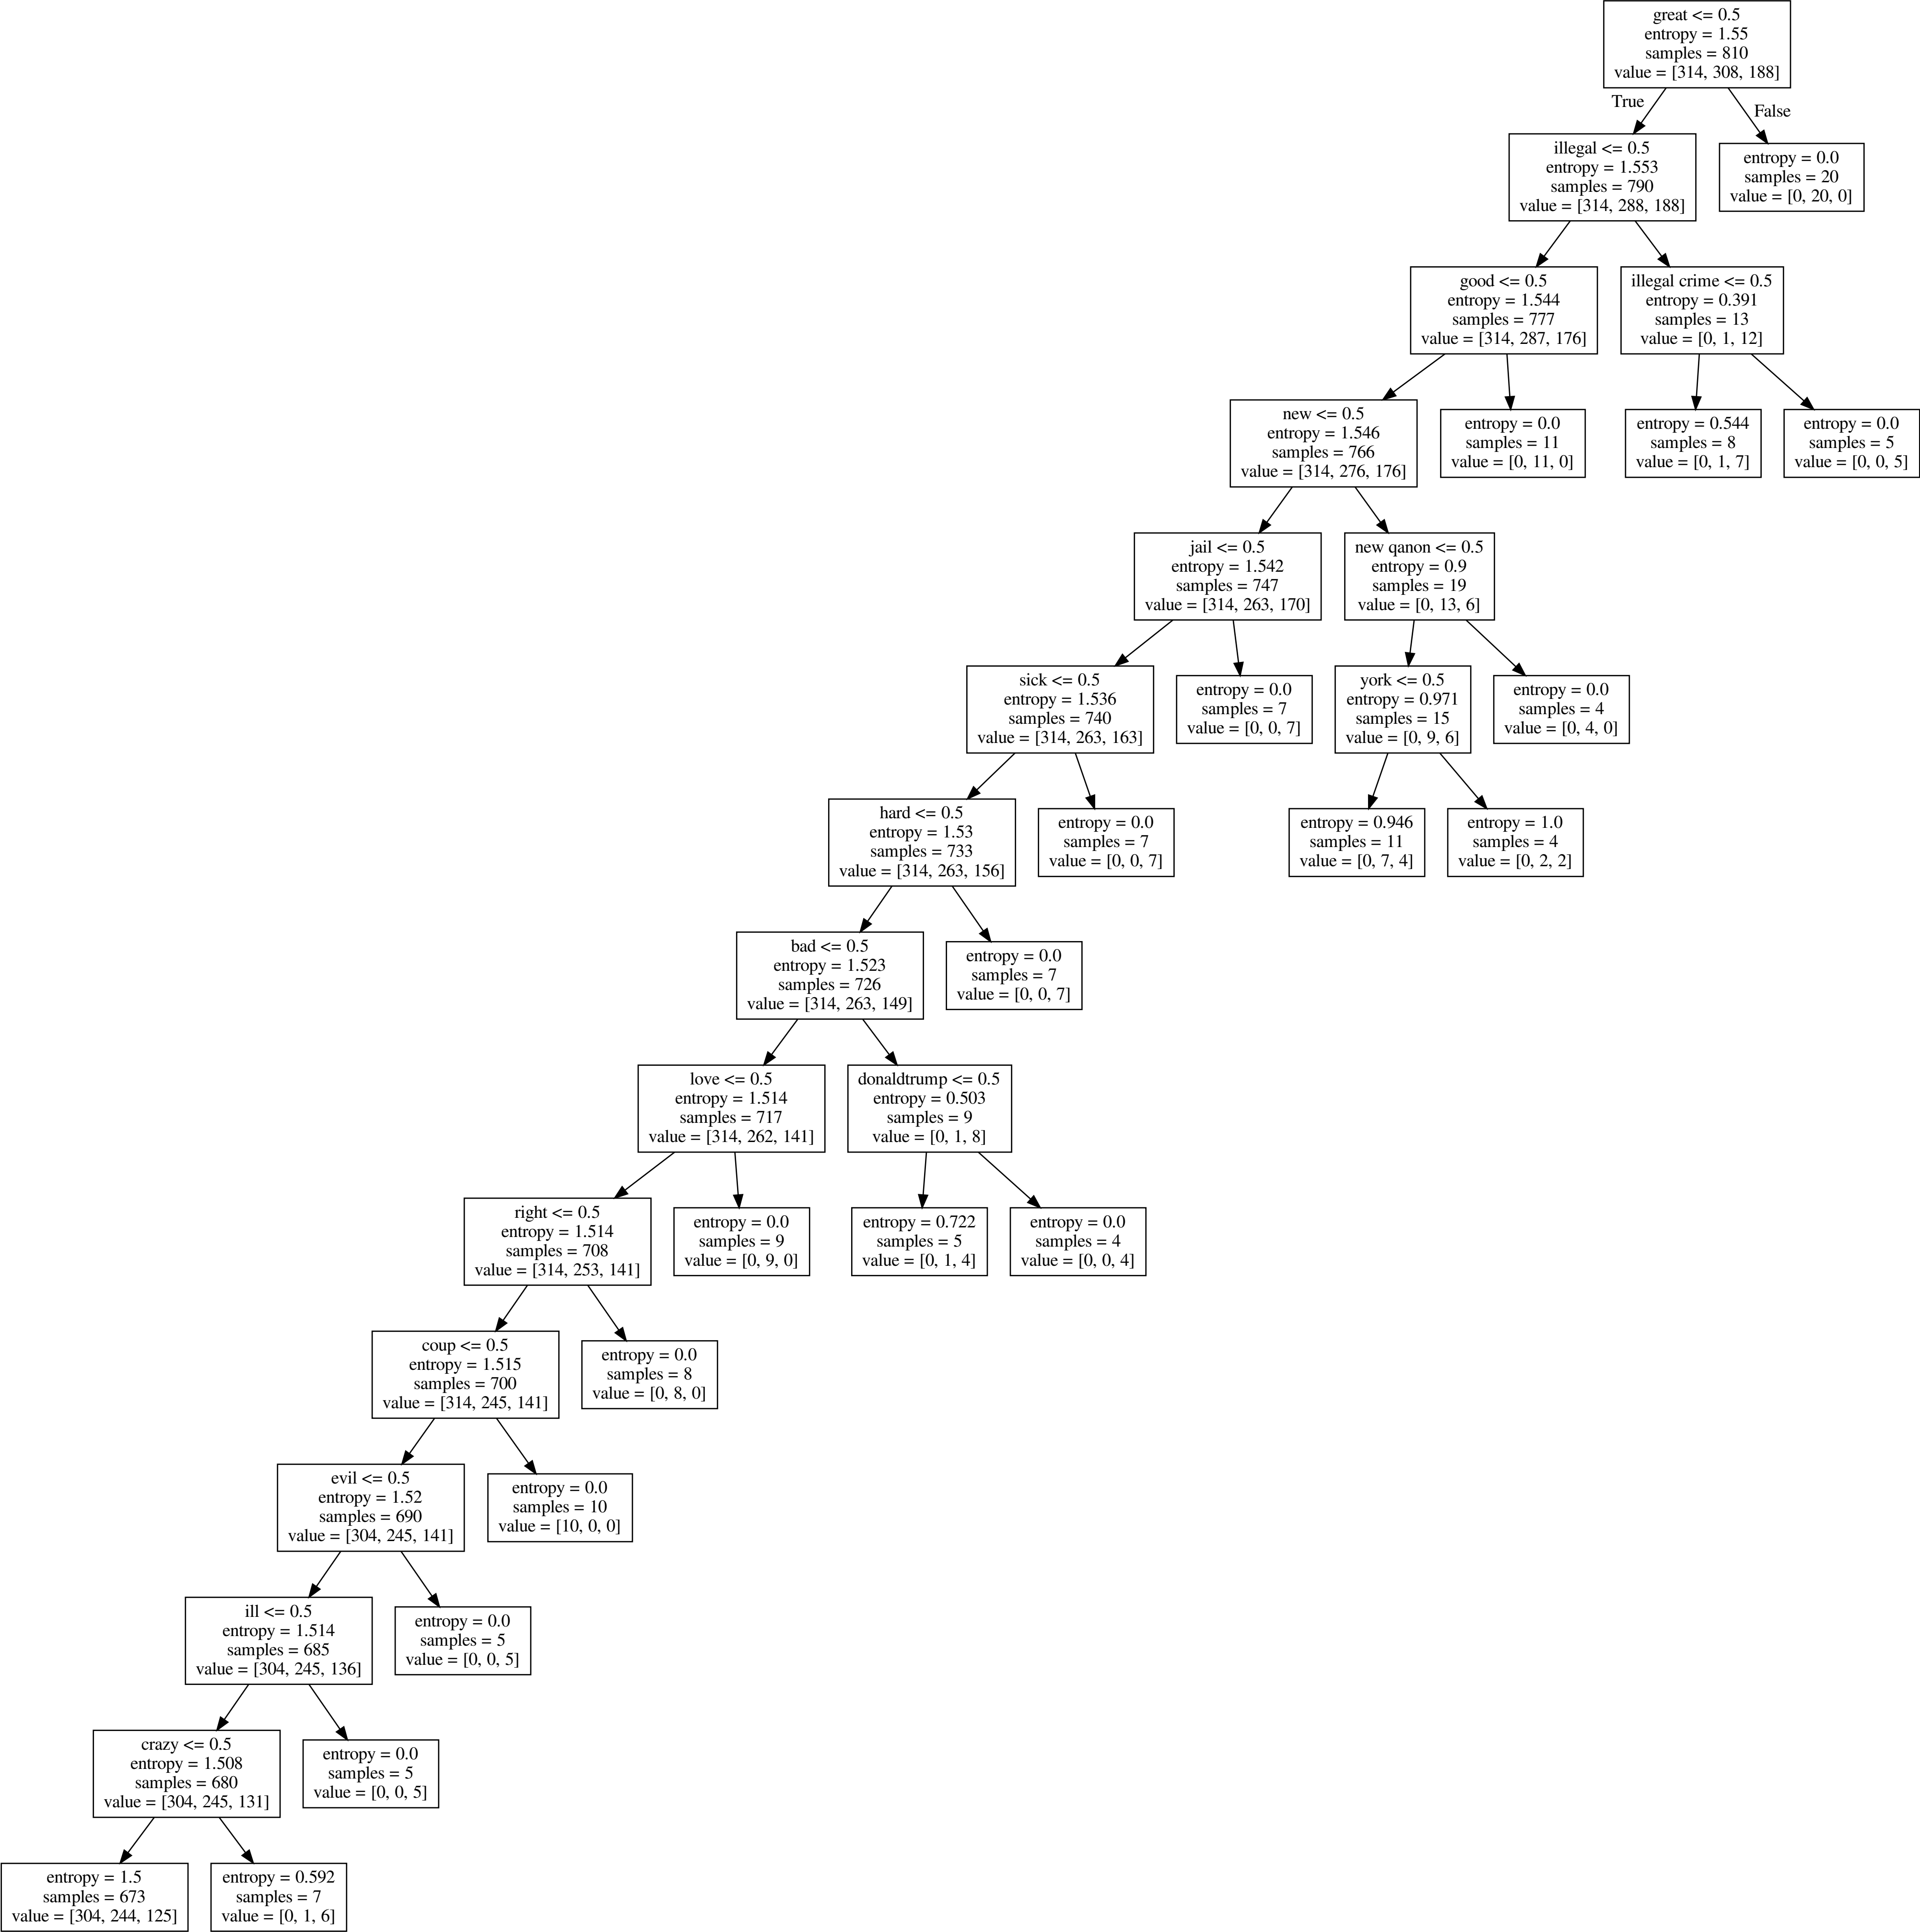 great <= 0.5
entropy = 1.55
samples = 810
value = [314, 308, 188]
True
False
illegal <= 0.5
entropy = 1.553
samples = 790
value = [314, 288, 188]
entropy = 0.0
samples = 20
value = [0, 20, 0]
good <= 0.5
entropy = 1.544
samples = 777
value = [314, 287, 176]
illegal crime <= 0.5
entropy = 0.391
samples = 13
value = [0, 1, 12]
new <= 0.5
entropy = 1.546
samples = 766
value = [314, 276, 176]
entropy = 0.0
samples = 11
value = [0, 11, 0]
entropy = 0.544
samples = 8
value = [0, 1, 7]
entropy = 0.0
samples = 5
value = [0, 0, 5]
jail <= 0.5
entropy = 1.542
samples = 747
value = [314, 263, 170]
new qanon <= 0.5
entropy = 0.9
samples = 19
value = [0, 13, 6]
sick <= 0.5
entropy = 1.536
samples = 740
value = [314, 263, 163]
entropy = 0.0
samples = 7
value = [0, 0, 7]
york <= 0.5
entropy = 0.971
samples = 15
value = [0, 9, 6]
entropy = 0.0
samples = 4
value = [0, 4, 0]
hard <= 0.5
entropy = 1.53
samples = 733
value = [314, 263, 156]
entropy = 0.0
samples = 7
value = [0, 0, 7]
entropy = 0.946
samples = 11
value = [0, 7, 4]
entropy = 1.0
samples = 4
value = [0, 2, 2]
bad <= 0.5
entropy = 1.523
samples = 726
value = [314, 263, 149]
entropy = 0.0
samples = 7
value = [0, 0, 7]
love <= 0.5
entropy = 1.514
samples = 717
value = [314, 262, 141]
donaldtrump <= 0.5
entropy = 0.503
samples = 9
value = [0, 1, 8]
right <= 0.5
entropy = 1.514
samples = 708
value = [314, 253, 141]
entropy = 0.0
samples = 9
value = [0, 9, 0]
entropy = 0.722
samples = 5
value = [0, 1, 4]
entropy = 0.0
samples = 4
value = [0, 0, 4]
coup <= 0.5
entropy = 1.515
samples = 700
value = [314, 245, 141]
entropy = 0.0
samples = 8
value = [0, 8, 0]
evil <= 0.5
entropy = 1.52
samples = 690
value = [304, 245, 141]
entropy = 0.0
samples = 10
value = [10, 0, 0]
ill <= 0.5
entropy = 1.514
samples = 685
value = [304, 245, 136]
entropy = 0.0
samples = 5
value = [0, 0, 5]
crazy <= 0.5
entropy = 1.508
samples = 680
value = [304, 245, 131]
entropy = 0.0
samples = 5
value = [0, 0, 5]
entropy = 1.5
samples = 673
value = [304, 244, 125]
entropy = 0.592
samples = 7
value = [0, 1, 6]